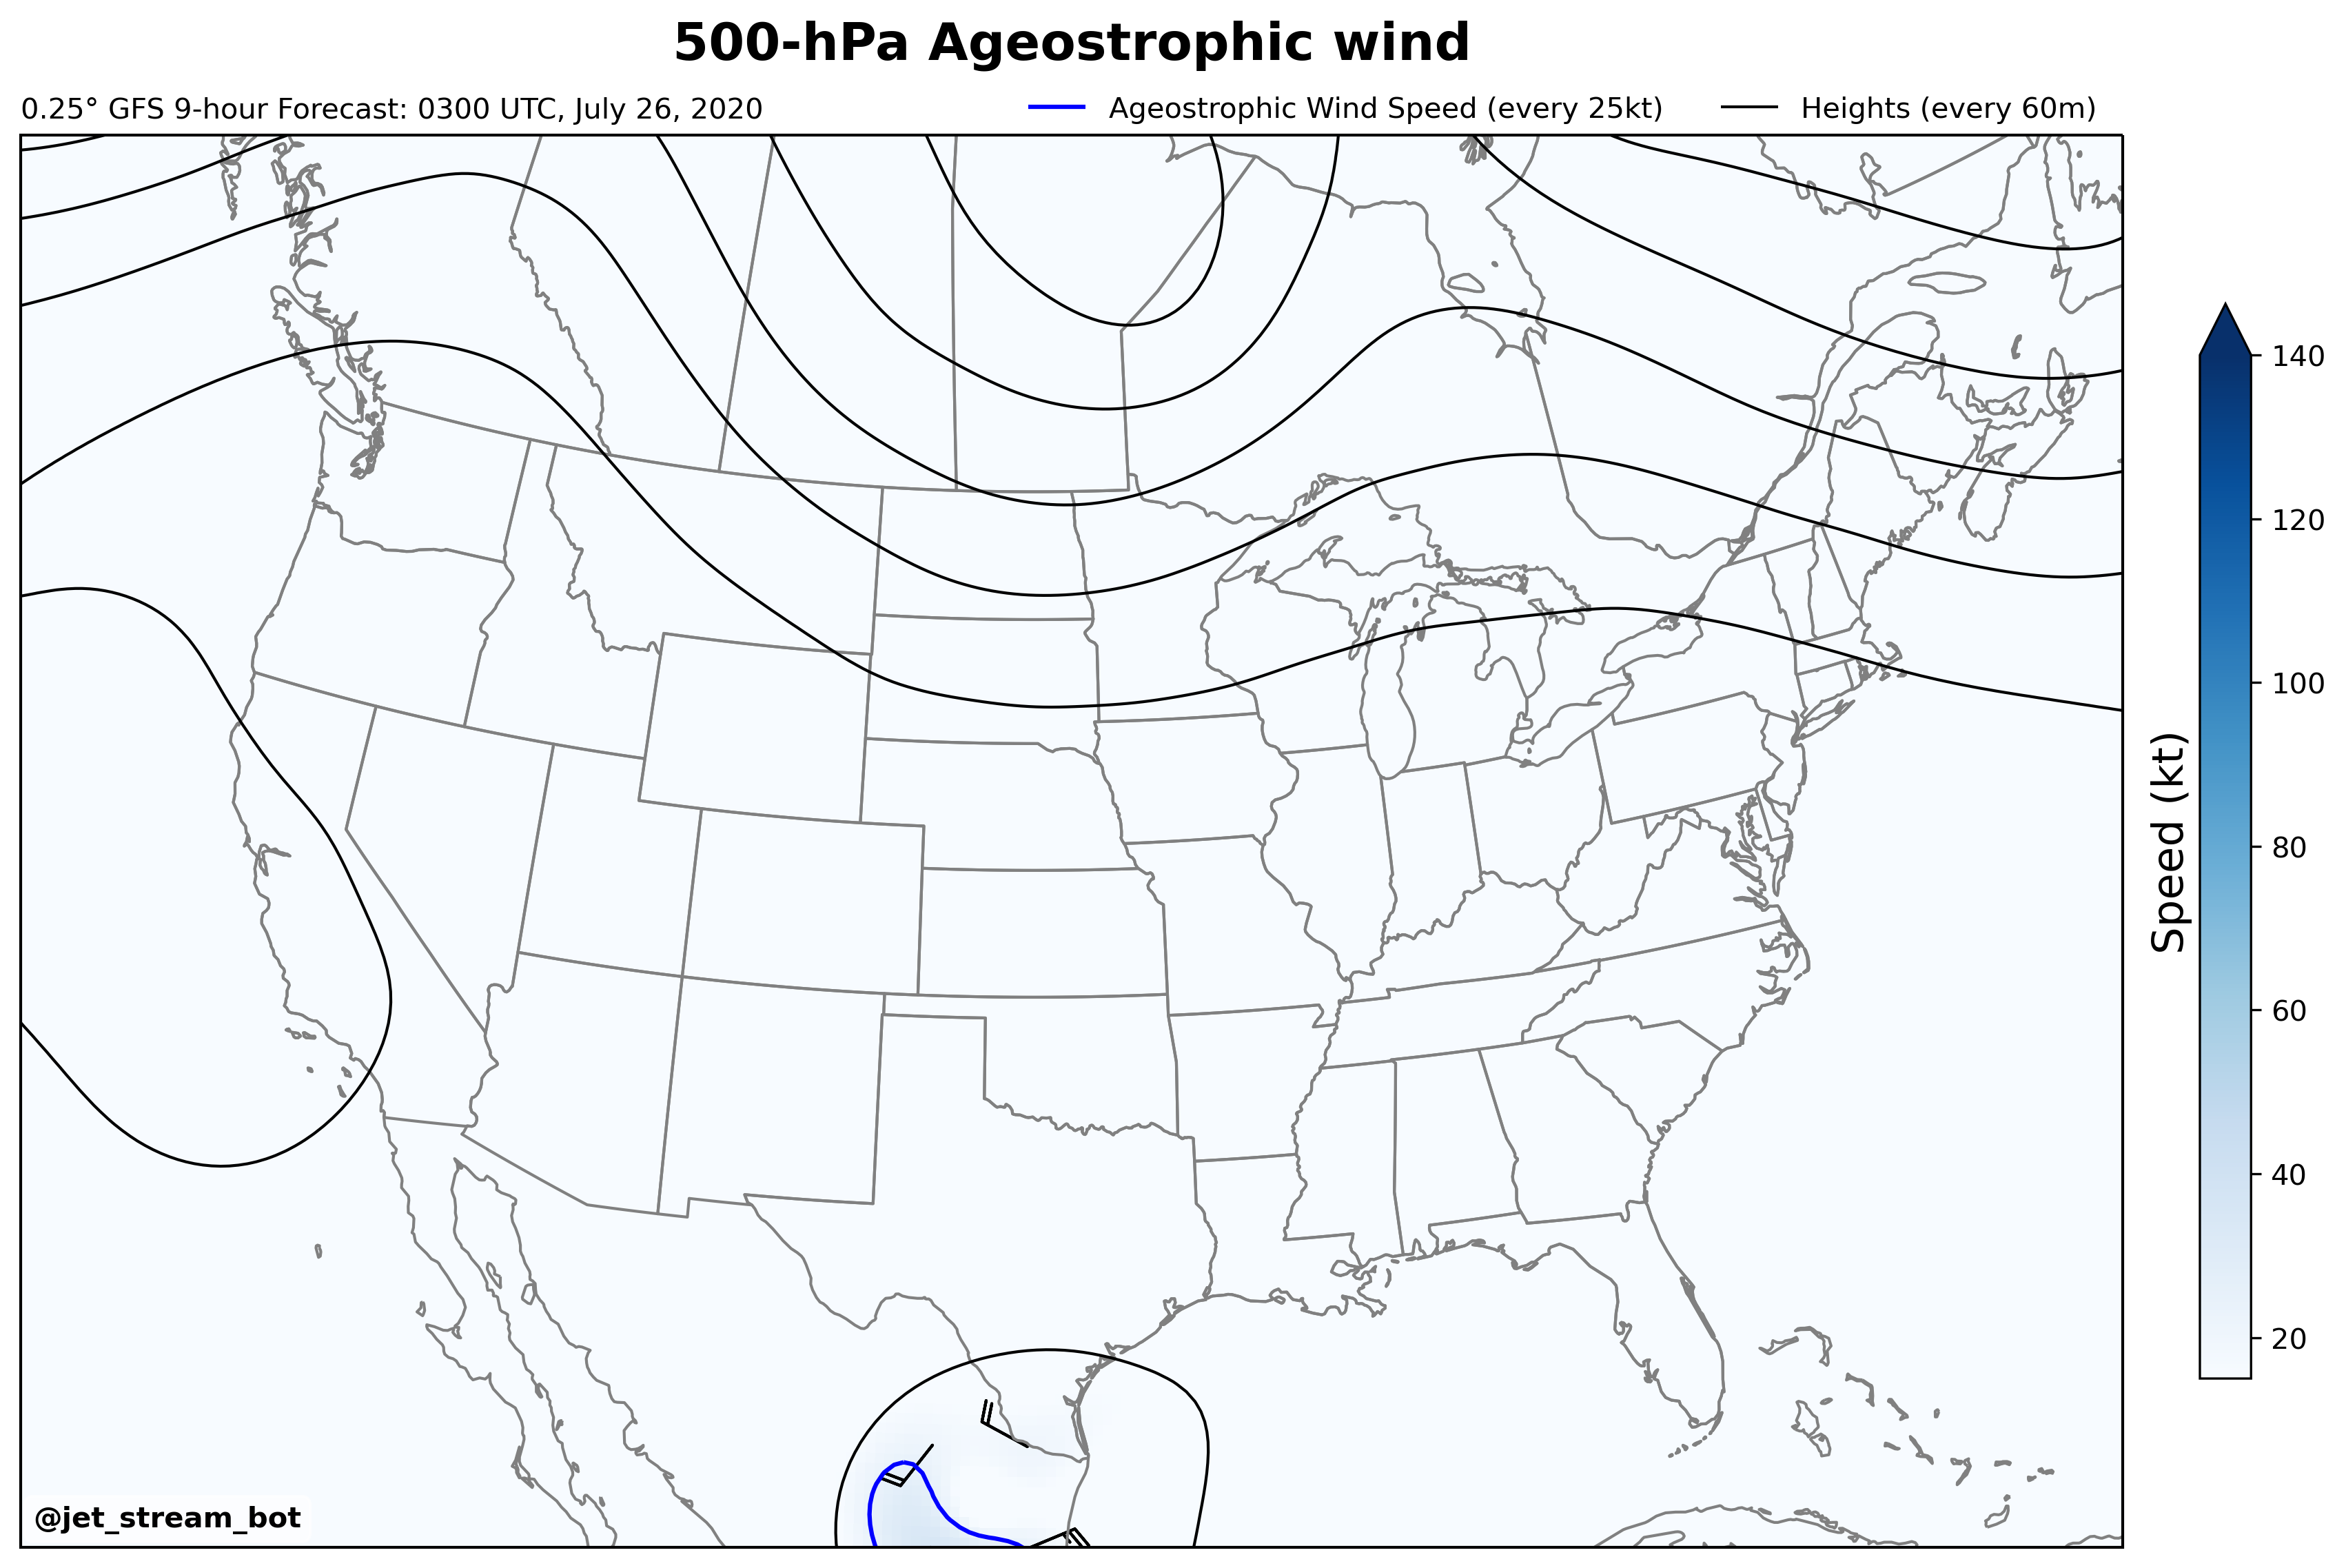 500-hPa Ageostrophic wind
0.25° GFS 9-hour Forecast: 0300 UTC, July 26, 2020
Ageostrophic Wind Speed (every 25kt)
Heights (every 60m)
140
120
100
80
60
40
20
Speed (kt)
@jet_stream_bot